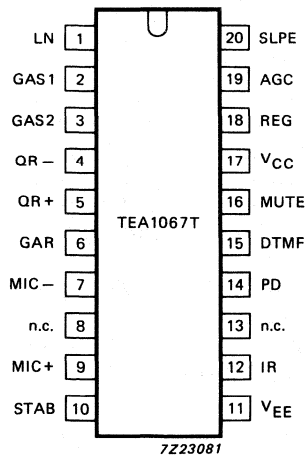 LN 1 20 SLPE
GAS1 2 19 AGC
GAS2 3 18 REG
QR − 4 17 VCC
QR + 5 16 MUTE
TEA1067T
GAR 6 15 DTMF
MIC − 7 14 PD
n.c. 8 13 n.c.
MIC+ 9 12 IR
STAB 10 11 VEE
7Z23081